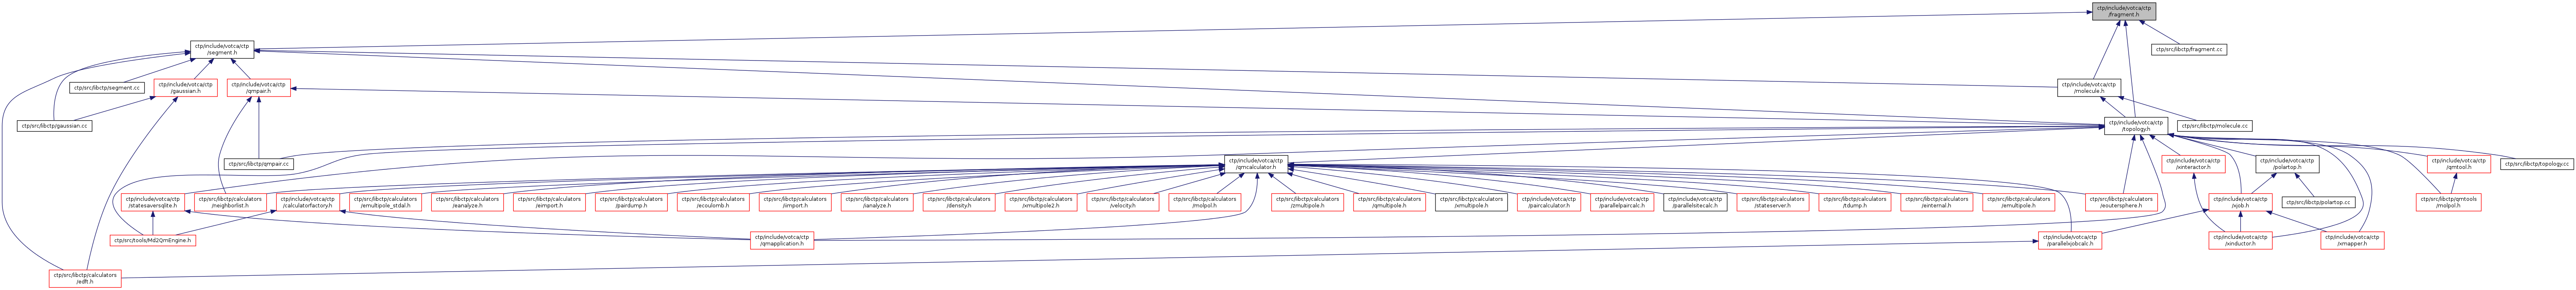 ctp/include/votca/ctp
/fragment.h
ctp/include/votca/ctp
/segment.h
ctp/src/libctp/fragment.cc
ctp/src/libctp/segment.cc
ctp/include/votca/ctp
/gaussian.h
ctp/include/votca/ctp
/qmpair.h
ctp/include/votca/ctp
/molecule.h
ctp/src/libctp/gaussian.cc
ctp/include/votca/ctp
/topology.h
ctp/src/libctp/molecule.cc
ctp/src/libctp/qmpair.cc
ctp/include/votca/ctp
/qmcalculator.h
ctp/include/votca/ctp
/xinteractor.h
ctp/include/votca/ctp
/polartop.h
ctp/include/votca/ctp
/qmtool.h
ctp/src/libctp/topology.cc
ctp/include/votca/ctp
/statesaversqlite.h
ctp/src/libctp/calculators
/neighborlist.h
ctp/include/votca/ctp
/calculatorfactory.h
ctp/src/libctp/calculators
/emultipole_stdal.h
ctp/src/libctp/calculators
/eanalyze.h
ctp/src/libctp/calculators
/eimport.h
ctp/src/libctp/calculators
/pairdump.h
ctp/src/libctp/calculators
/ecoulomb.h
ctp/src/libctp/calculators
/iimport.h
ctp/src/libctp/calculators
/ianalyze.h
ctp/src/libctp/calculators
/density.h
ctp/src/libctp/calculators
/xmultipole2.h
ctp/src/libctp/calculators
/velocity.h
ctp/src/libctp/calculators
/molpol.h
ctp/src/libctp/calculators
/zmultipole.h
ctp/src/libctp/calculators
/qmultipole.h
ctp/src/libctp/calculators
/xmultipole.h
ctp/include/votca/ctp
/paircalculator.h
ctp/include/votca/ctp
/parallelpaircalc.h
ctp/include/votca/ctp
/parallelsitecalc.h
ctp/src/libctp/calculators
/stateserver.h
ctp/src/libctp/calculators
/tdump.h
ctp/src/libctp/calculators
/einternal.h
ctp/src/libctp/calculators
/emultipole.h
ctp/src/libctp/calculators
/eoutersphere.h
ctp/include/votca/ctp
/xjob.h
ctp/src/libctp/polartop.cc
ctp/src/libctp/qmtools
/molpol.h
ctp/src/tools/Md2QmEngine.h
ctp/include/votca/ctp
/qmapplication.h
ctp/include/votca/ctp
/parallelxjobcalc.h
ctp/include/votca/ctp
/xinductor.h
ctp/include/votca/ctp
/xmapper.h
ctp/src/libctp/calculators
/edft.h